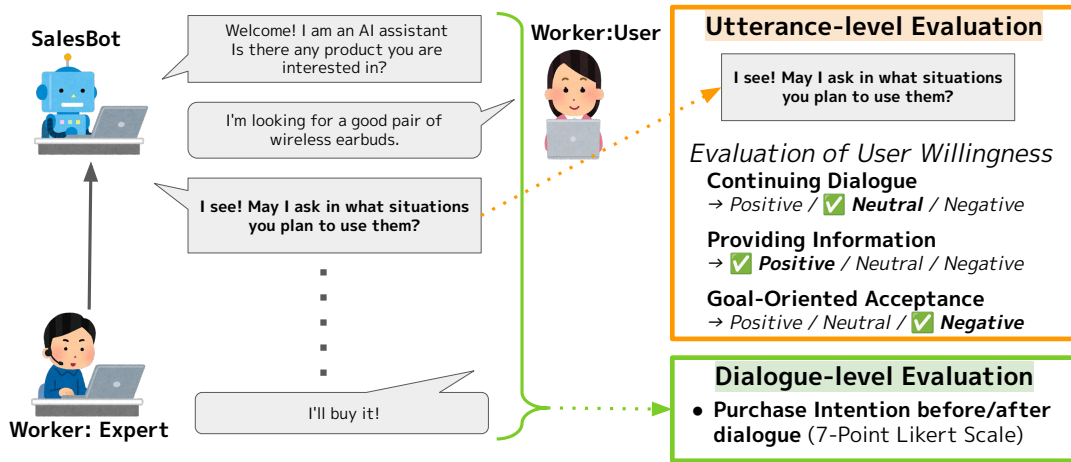 SalesBot
Welcome! I am an AI assistant
Is there any product you are
interested in?
Worker:User
I'm looking for a good pair of
wireless earbuds.
I see! May I ask in what situations
you plan to use them?
I'll buy it!
Worker: Expert
Utterance-level Evaluation
I see! May I ask in what situations
you plan to use them?
Evaluation of User Willingness
Continuing Dialogue
→ Positive / ✅ Neutral / Negative
Providing Information
→ ✅ Positive / Neutral / Negative
Goal-Oriented Acceptance
→ Positive / Neutral / ✅ Negative
Dialogue-level Evaluation
● Purchase Intention before/after
dialogue (7-Point Likert Scale)